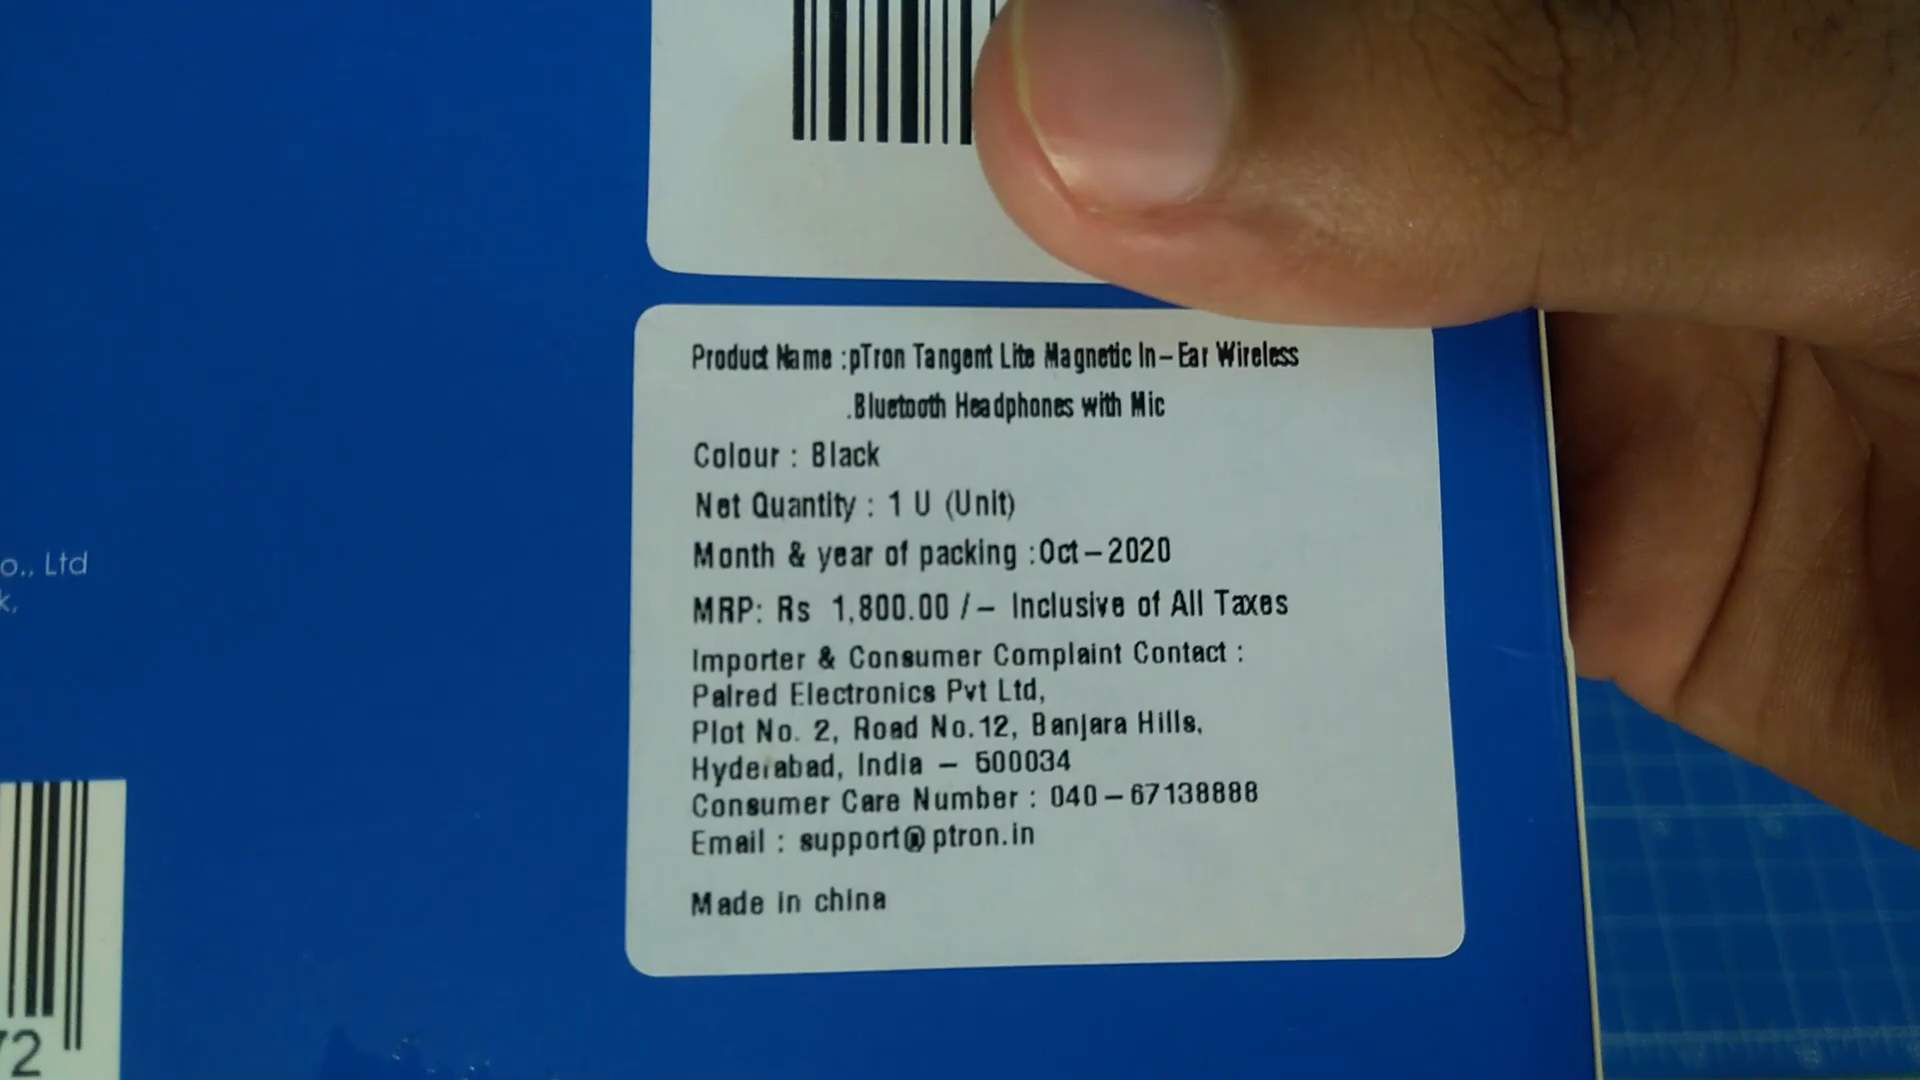 Product Name :pTron Tangent Lite Magnetic In-Ear Wireless
.Bluetooth Headphones with Mic
Colour : Black
Net Quantity : 1 U (Unit)
Month & year of packing :Oct-2020
MRP: Rs 1,800.00 /- Inclusive of All Taxes
Importer & Consumer Complaint Contact :
Palred Electronics Pvt Ltd,
Plot No. 2, Road No.12, Banjara Hills,
Hyderabad, India - 500034
Consumer Care Number : 040-67138888
Email : support@ptron.in
Made in china
o., Ltd
k,
72